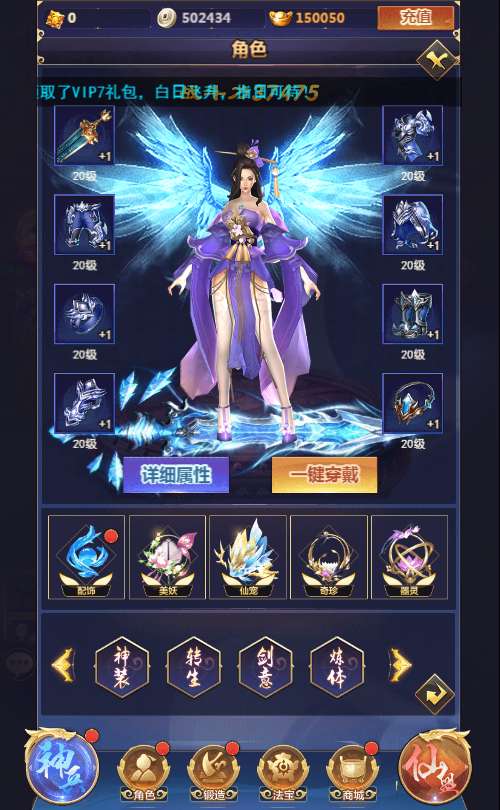 0 502434 150050 充值
角色
取了VIP7礼包，白日飞升，指日可待！
+1 +1
20级 20级
+1 +1
20级 20级
+1 +1
20级 20级
+1 +1
20级 20级
详细属性 一键穿戴
配饰 美妖 仙宠 奇珍 器灵
神装 转生 剑意 炼体
神兵 角色 锻造 法宝 商城 仙盟